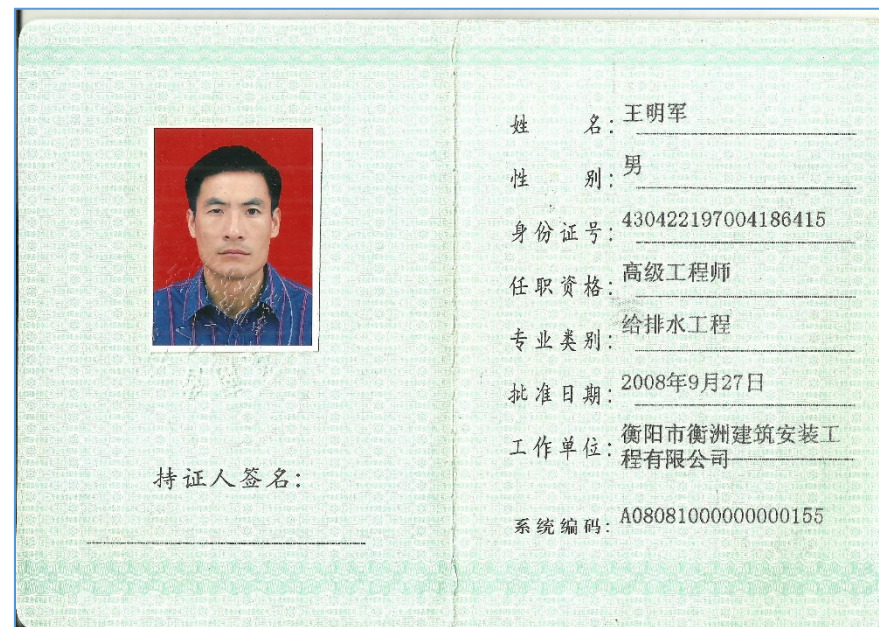 持证人签名：
姓 名：王明军
性 别：男
身份证号：430422197004186415
任职资格：高级工程师
专业类别：给排水工程
批准日期：2008年9月27日
工作单位：衡阳市衡洲建筑安装工
程有限公司
系统编码：A08081000000000155